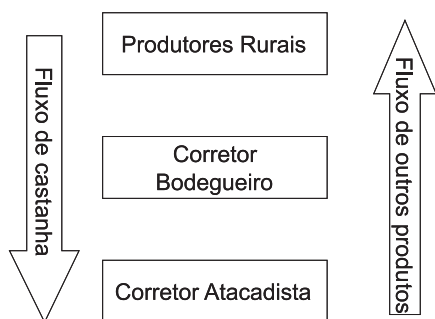 Produtores Rurais
Fluxo de castanha
Fluxo de outros produtos
Corretor
Bodegueiro
Corretor Atacadista